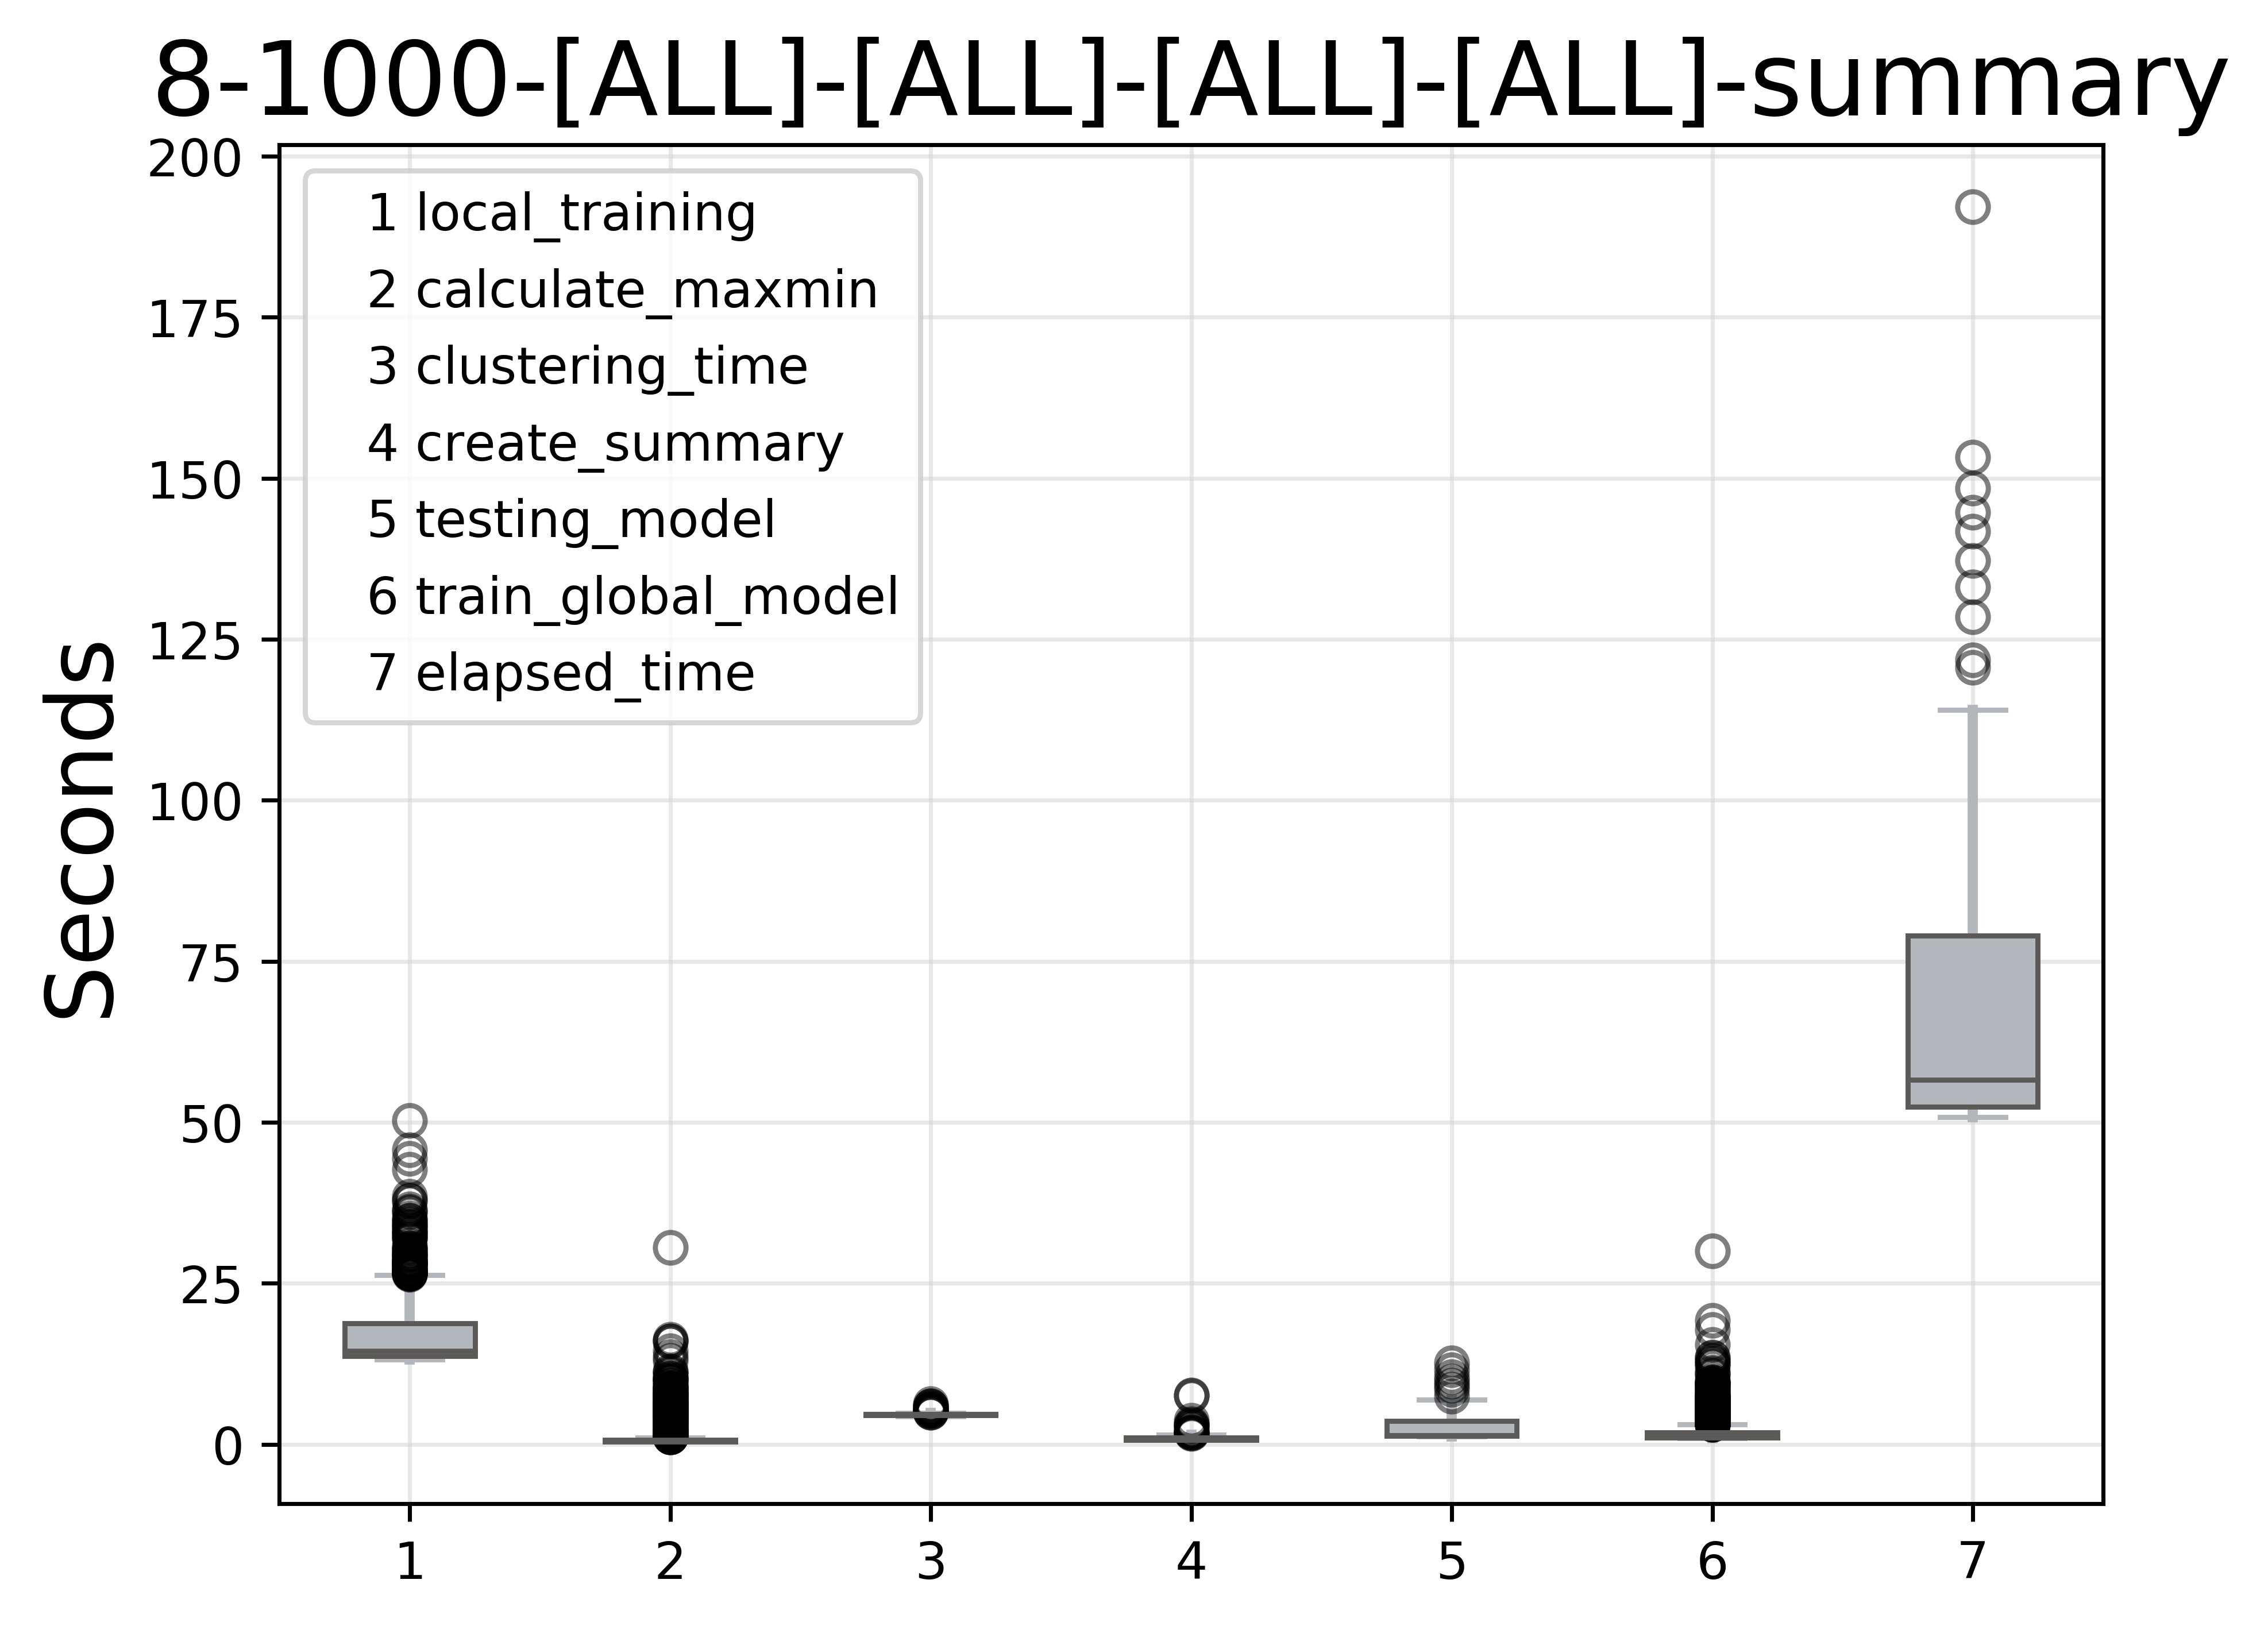 8-1000-[ALL]-[ALL]-[ALL]-[ALL]-summary
200
175
150
125
100
75
50
25
0
Seconds
1 local_training
2 calculate_maxmin
3 clustering_time
4 create_summary
5 testing_model
6 train_global_model
7 elapsed_time
1 2 3 4 5 6 7